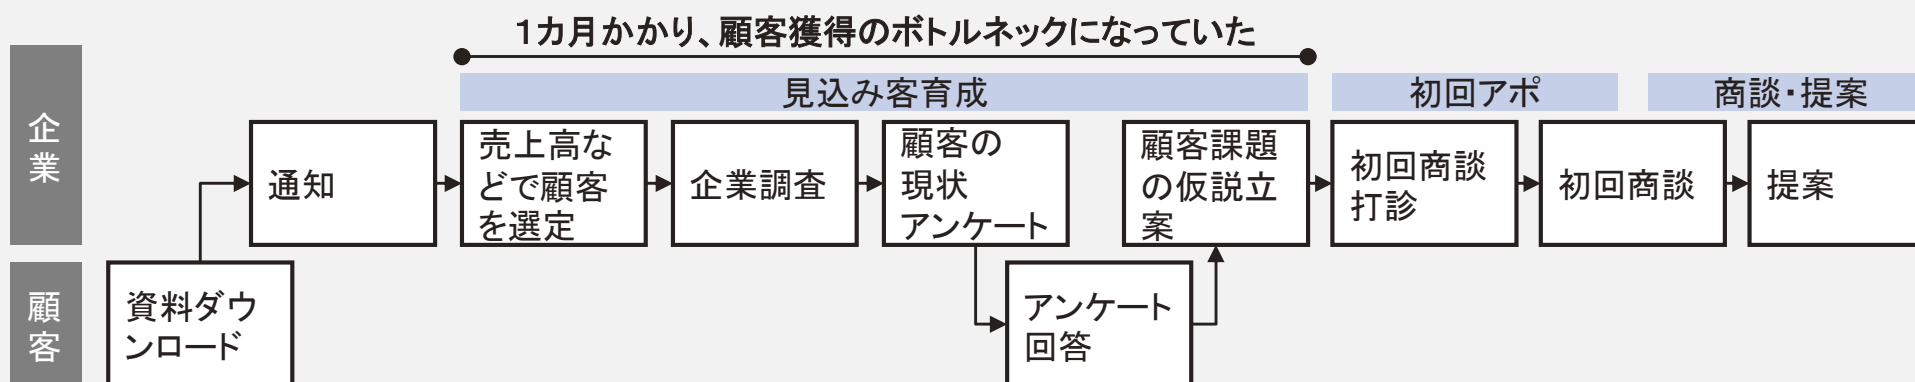 1カ月かかり、顧客獲得のボトルネックになっていた
見込み客育成
初回アポ
商談・提案
企
業
通知
売上高な
どで顧客
を選定
企業調査
顧客の
現状
アンケート
顧客課題
の仮説立
案
初回商談
打診
初回商談
提案
顧
客
資料ダウ
ンロード
アンケート
回答